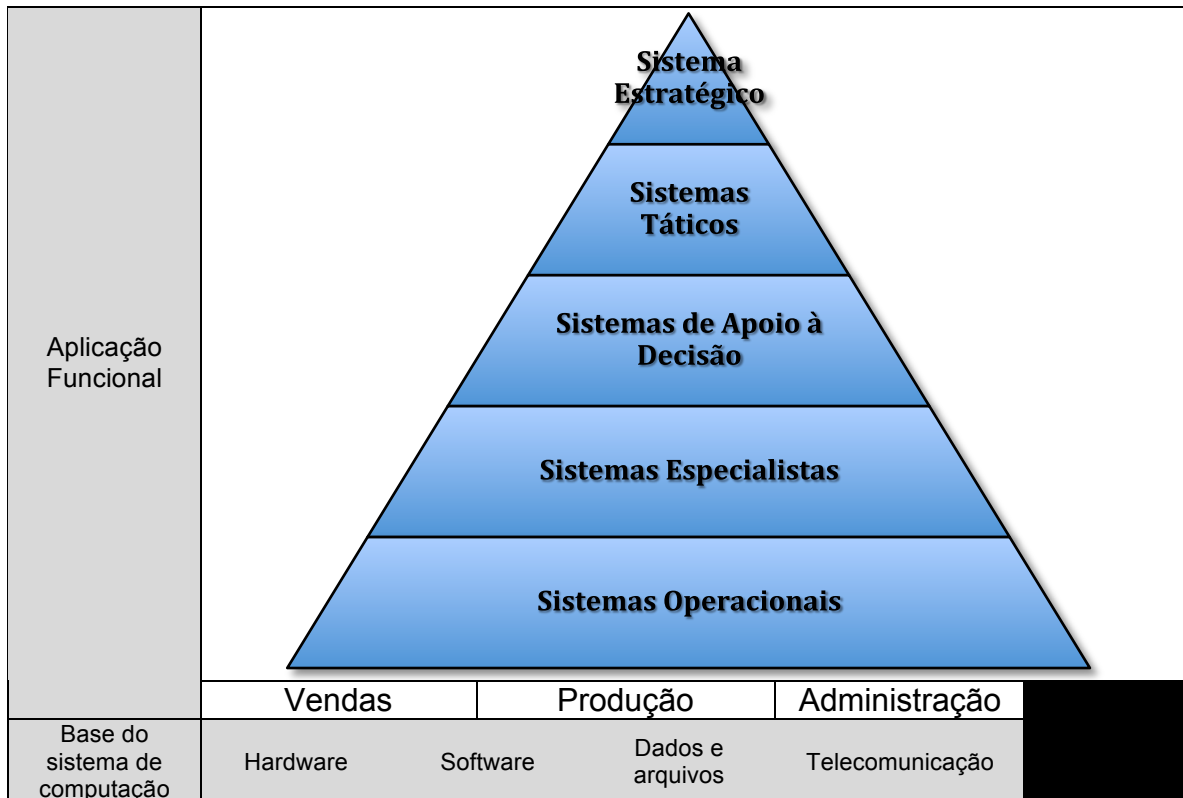 Sistema
Estratégico
Sistemas
Táticos
Sistemas de Apoio à
Decisão
Aplicação
Funcional
Sistemas Especialistas
Sistemas Operacionais
Vendas
Produção
Administração
Base do
sistema de
computação
Hardware
Software
Dados e
arquivos
Telecomunicação